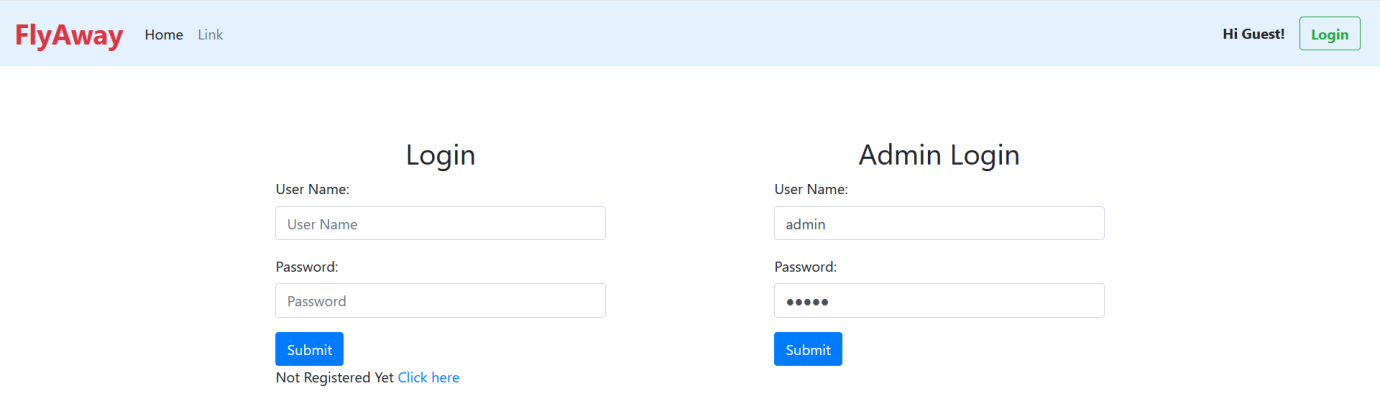 FlyAway Home Link Hi Guest! Login
Login
User Name:
User Name
Password:
Password
Submit
Not Registered Yet Click here
Admin Login
User Name:
admin
Password:
●●●●●
Submit